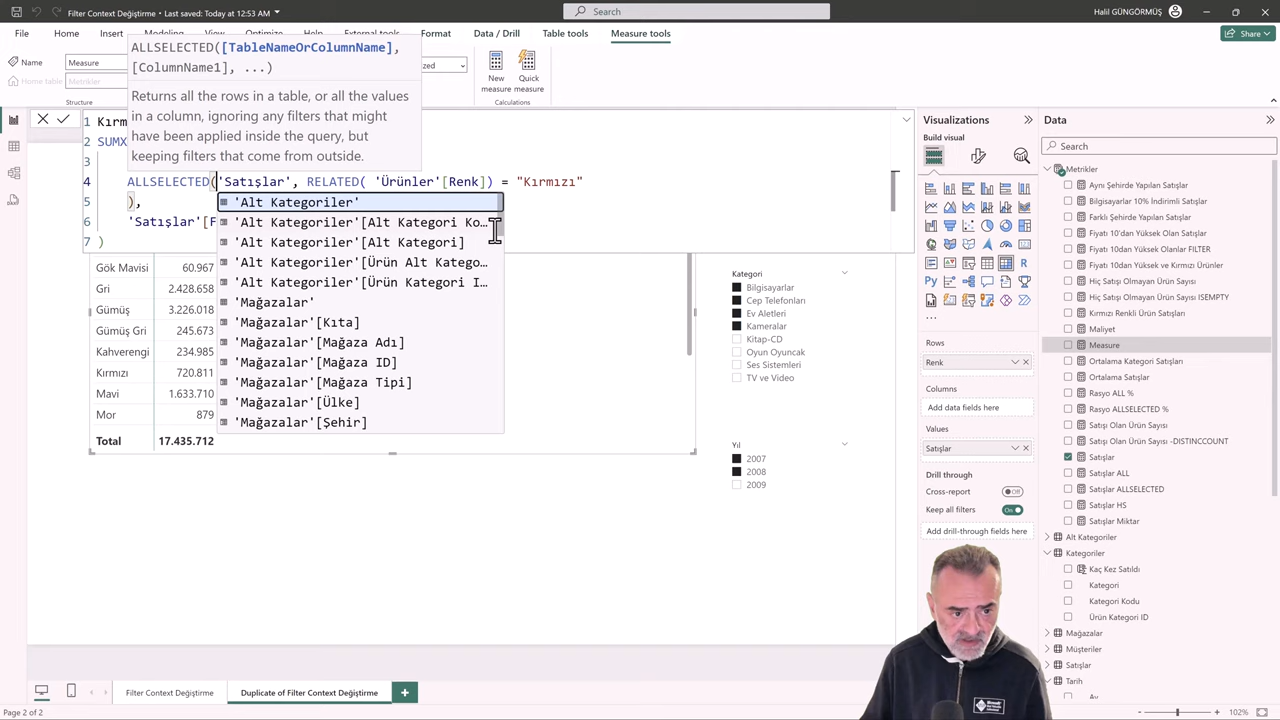 Filter Context Değiştirme • Last saved: Today at 12:53 AM
Search
Halil GÜNGÖRMÜŞ
File
Home
Insert
Modeling
Format
Data / Drill
Table tools
Measure tools
Share
Name
Measure
Home table
Metrikler
Structure
New measure
Quick measure
Calculations
ALLSELECTED([TableNameOrColumnName],
[ColumnName1], ...)
Returns all the rows in a table, or all the values
in a column, ignoring any filters that might
have been applied inside the query, but
keeping filters that come from outside.
1 Kırm
2 SUMX
3
4 ALLSELECTED('Satışlar', RELATED( 'Ürünler'[Renk]) = "Kırmızı"
5 ),
6 'Satışlar'[F
7 )
'Alt Kategoriler'
'Alt Kategoriler'[Alt Kategori Ko...
'Alt Kategoriler'[Alt Kategori]
'Alt Kategoriler'[Ürün Alt Katego...
'Alt Kategoriler'[Ürün Kategori I...
'Mağazalar'
'Mağazalar'[Kıta]
'Mağazalar'[Mağaza Adı]
'Mağazalar'[Mağaza ID]
'Mağazalar'[Mağaza Tipi]
'Mağazalar'[Ülke]
'Mağazalar'[Şehir]
Gök Mavisi 60.967
Gri 2.428.658
Gümüş 3.226.018
Gümüş Gri 245.673
Kahverengi 234.985
Kırmızı 720.811
Mavi 1.633.710
Mor 879
Total 17.435.712
Kategori
Bilgisayarlar
Cep Telefonları
Ev Aletleri
Kameralar
Kitap-CD
Oyun Oyuncak
Ses Sistemleri
TV ve Video
Yıl
2007
2008
2009
Visualizations
Build visual
Rows
Renk
Columns
Add data fields here
Values
Satışlar
Drill through
Cross-report
Off
Keep all filters
On
Add drill-through fields here
Data
Search
Metrikler
Aynı Şehirde Yapılan Satışlar
Bilgisayarlar 10% İndirimli Satışlar
Farklı Şehirde Yapılan Satışlar
Fiyatı 10'dan Yüksek Olan Satışlar
Fiyatı 10dan Yüksek Olanlar FILTER
Fiyatı 10dan Yüksek ve Kırmızı Ürünler
Hiç Satışı Olmayan Ürün Sayısı
Hiç Satışı Olmayan Ürün Sayısı ISEMPTY
Kırmızı Renkli Ürün Satışları
Maliyet
Measure
Ortalama Kategori Satışları
Ortalama Satışlar
Rasyo ALL %
Rasyo ALLSELECTED %
Satışı Olan Ürün Sayısı
Satışı Olan Ürün Sayısı -DISTINCCOUNT
Satışlar
Satışlar ALL
Satışlar ALLSELECTED
Satışlar HS
Satışlar Miktar
Alt Kategoriler
Kategoriler
Kaç Kez Satıldı
Kategori
Kategori Kodu
Ürün Kategori ID
Mağazalar
Müşteriler
Satışlar
Tarih
Ay
Filter Context Değiştirme
Duplicate of Filter Context Değiştirme
Page 2 of 2
102%